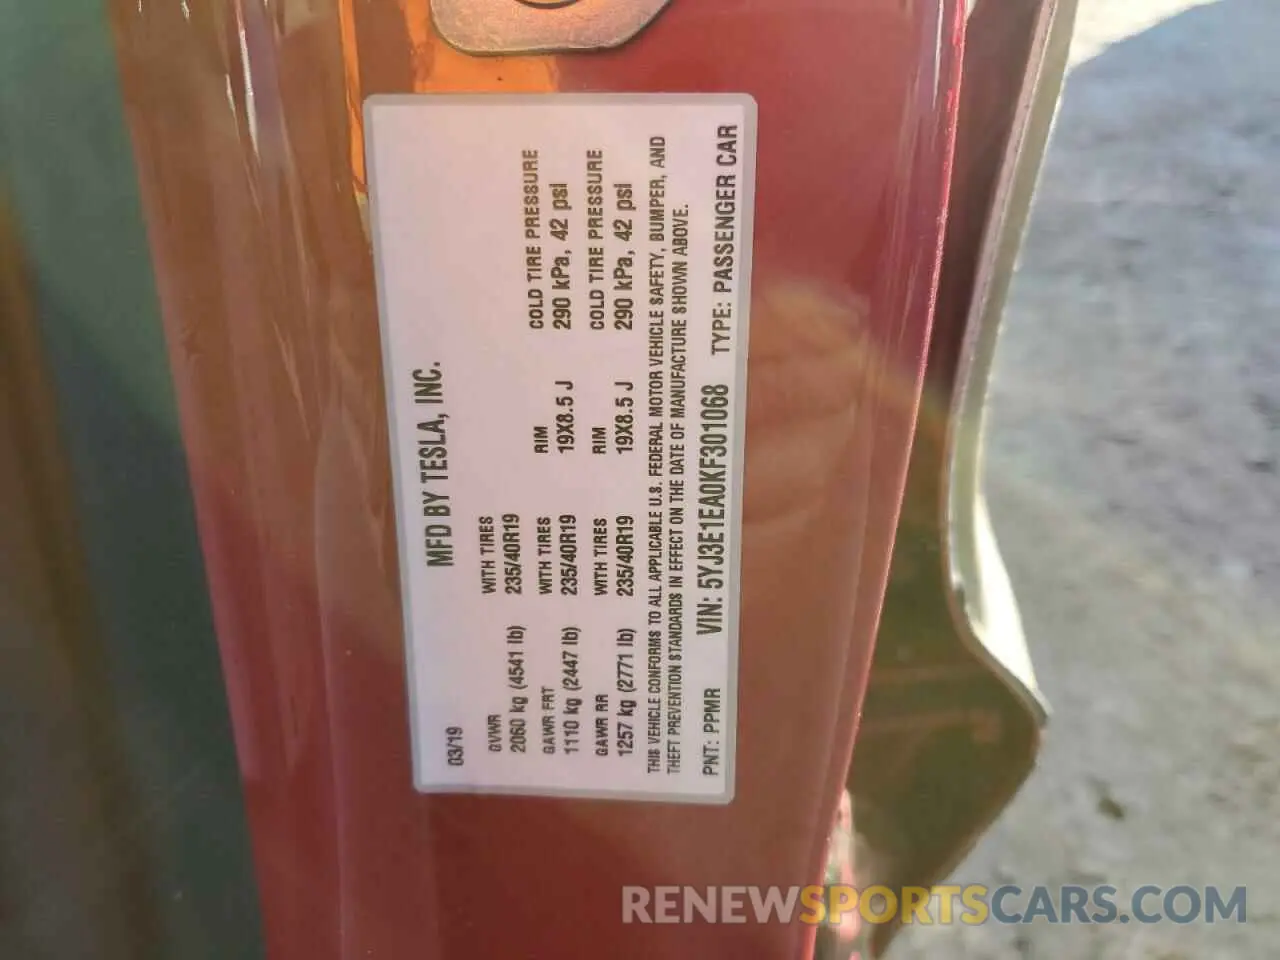 MFD BY TESLA, INC.
03/19
GVWR WITH TIRES
2060 kg (4541 lb) 235/40R19
GAWR FRT WITH TIRES RIM COLD TIRE PRESSURE
1110 kg (2447 lb) 235/40R19 19X8.5 J 290 kPa, 42 psi
GAWR RR WITH TIRES RIM COLD TIRE PRESSURE
1257 kg (2771 lb) 235/40R19 19X8.5 J 290 kPa, 42 psi
THIS VEHICLE CONFORMS TO ALL APPLICABLE U.S. FEDERAL MOTOR VEHICLE SAFETY, BUMPER, AND
THEFT PREVENTION STANDARDS IN EFFECT ON THE DATE OF MANUFACTURE SHOWN ABOVE.
PNT: PPMR VIN: 5YJ3E1EA0KF301068 TYPE: PASSENGER CAR
RENEWSPORTSCARS.COM